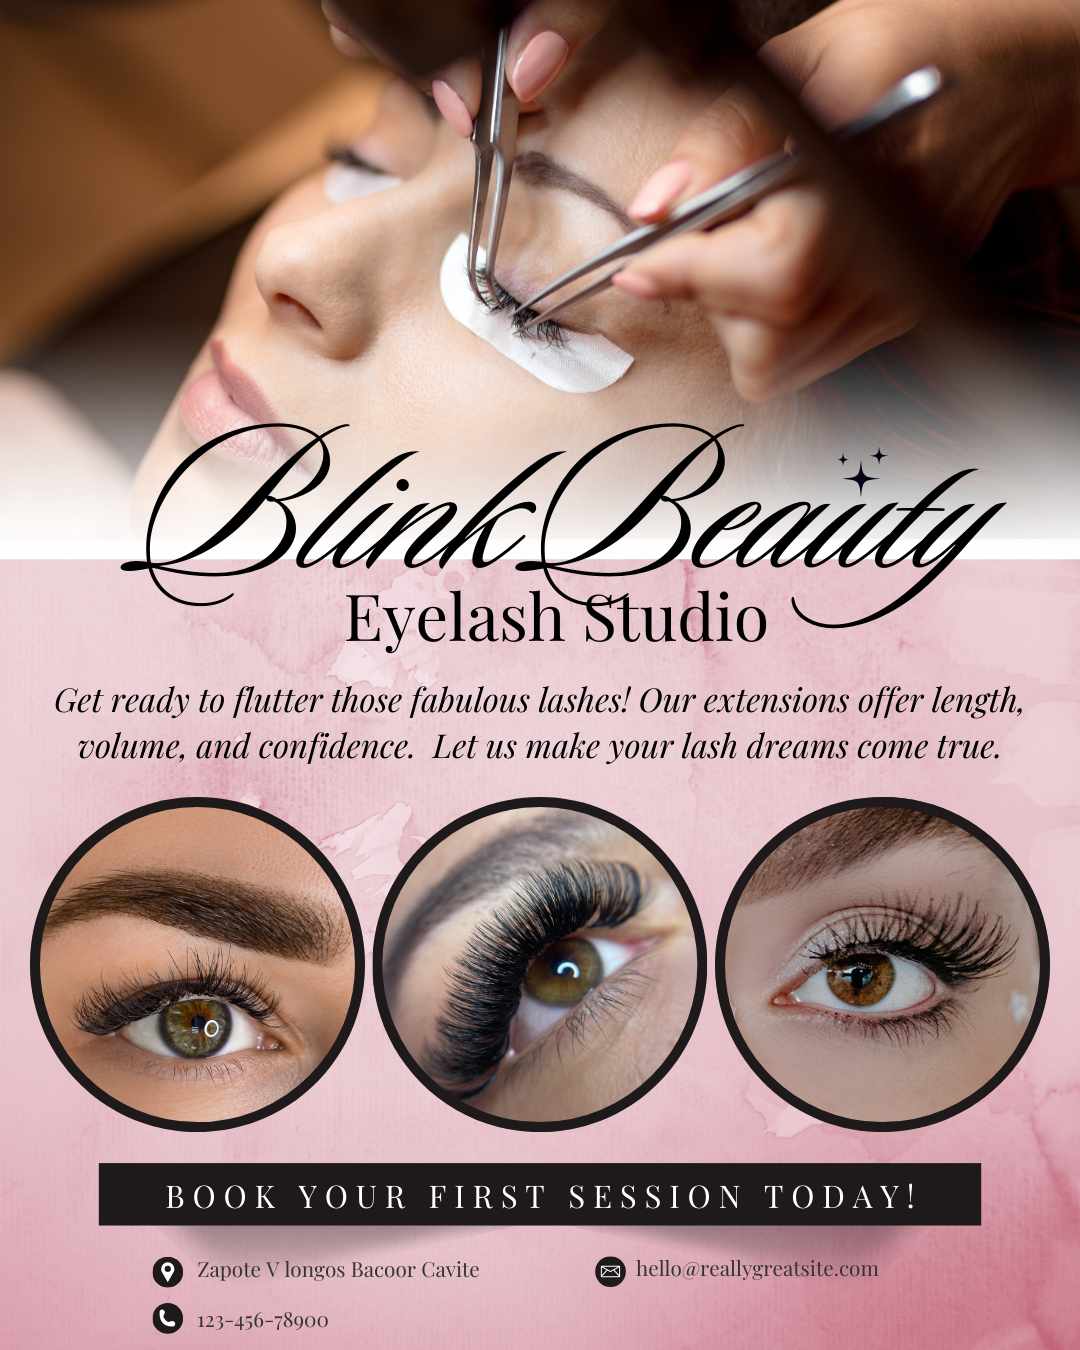 Blink Beauty
Eyelash Studio
Get ready to flutter those fabulous lashes! Our extensions offer length,
volume, and confidence. Let us make your lash dreams come true.
BOOK YOUR FIRST SESSION TODAY!
Zapote V longos Bacoor Cavite
hello@reallygreatsite.com
123-456-78900